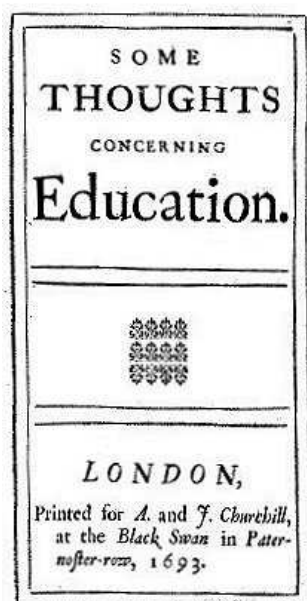 SOME
THOUGHTS
CONCERNING
Education.
LONDON,
Printed for A. and J. Churchill,
at the Black Swan in Pater-
noſter-row, 1693.